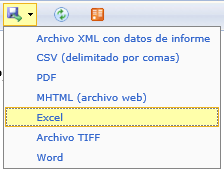 Archivo XML con datos de informe
CSV (delimitado por comas)
PDF
MHTML (archivo web)
Excel
Archivo TIFF
Word